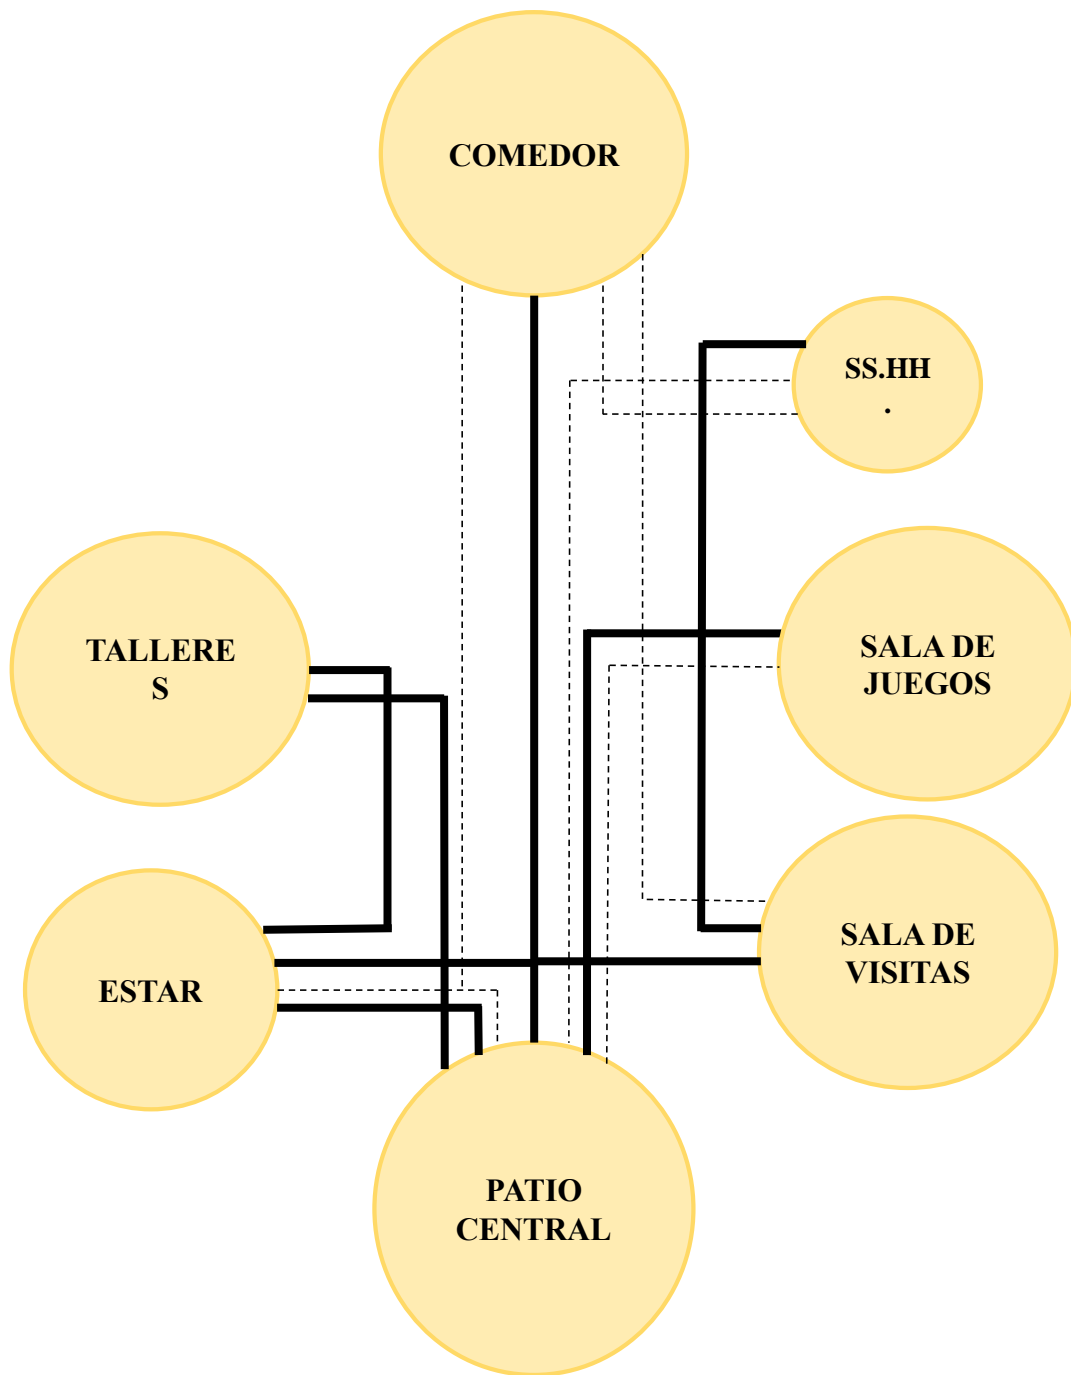 COMEDOR
SS.HH
.
TALLERE
S
SALA DE
JUEGOS
SALA DE
VISITAS
ESTAR
PATIO
CENTRAL